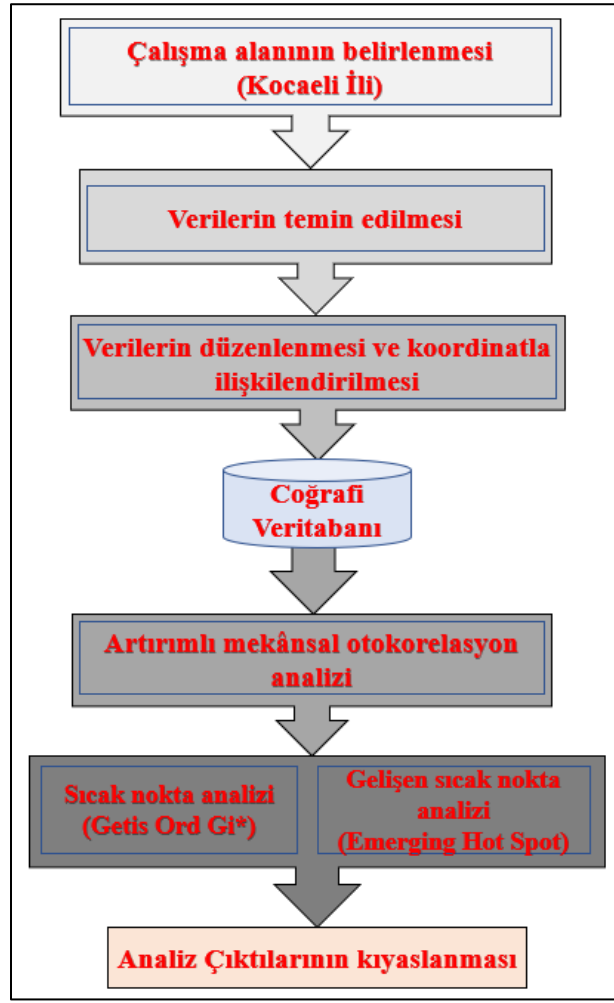 Çalışma alanının belirlenmesi
(Kocaeli İli)
Verilerin temin edilmesi
Verilerin düzenlenmesi ve koordinatla
ilişkilendirilmesi
Coğrafi
Veritabanı
Artırımlı mekânsal otokorelasyon
analizi
Sıcak nokta analizi
(Getis Ord Gi*)
Gelişen sıcak nokta
analizi
(Emerging Hot Spot)
Analiz Çıktılarının kıyaslanması